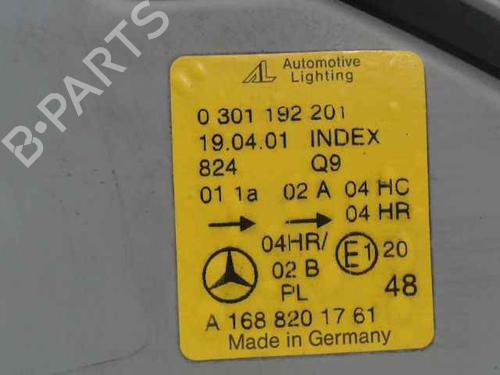 B-PARTS
AL Automotive
Lighting
0 301 192 201
19.04.01 INDEX
824 Q9
01 1a 02 A 04 HC
04 HR
04HR/
02 B
E1 20
PL 48
A 168 820 17 61
Made in Germany